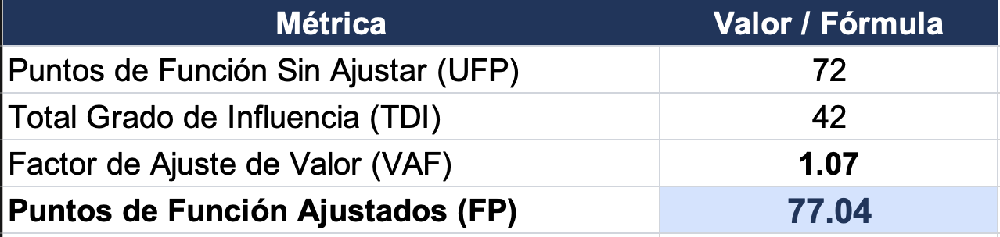 Métrica Valor / Fórmula
Puntos de Función Sin Ajustar (UFP) 72
Total Grado de Influencia (TDI) 42
Factor de Ajuste de Valor (VAF) 1.07
Puntos de Función Ajustados (FP) 77.04